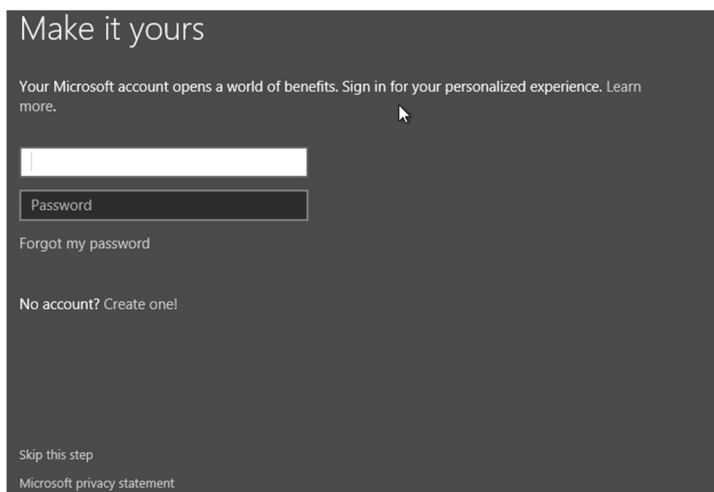 Make it yours
Your Microsoft account opens a world of benefits. Sign in for your personalized experience. Learn
more.
Password
Forgot my password
No account? Create one!
Skip this step
Microsoft privacy statement